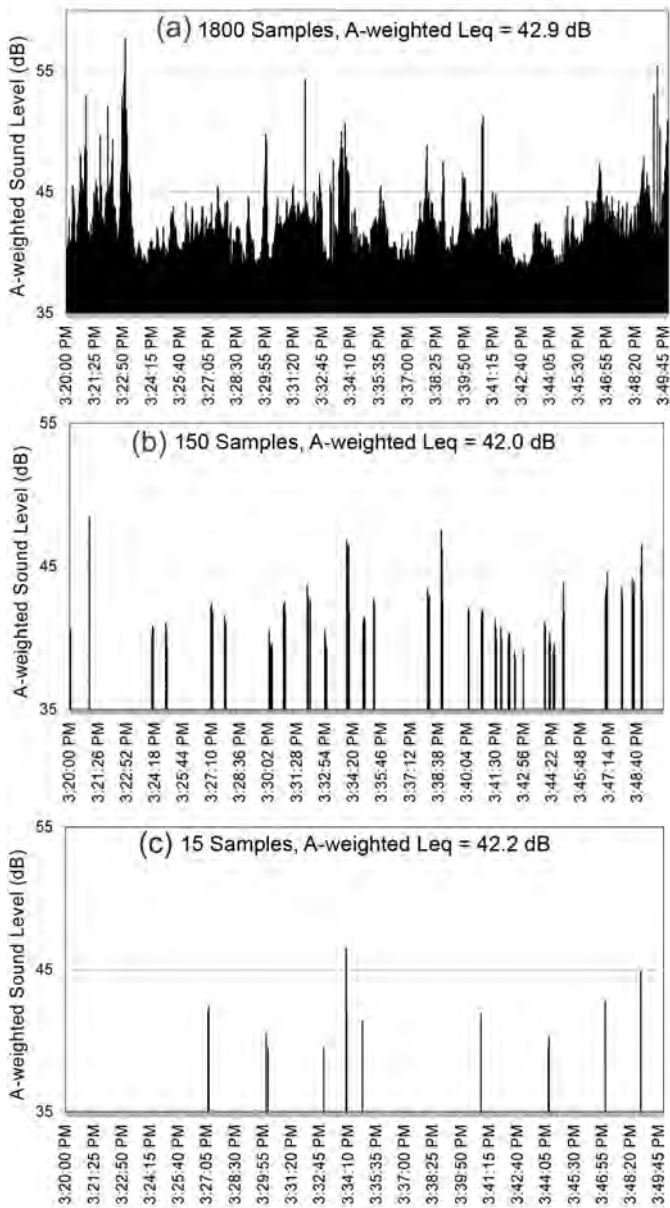 (a) 1800 Samples, A-weighted Leq = 42.9 dB
A-weighted Sound Level (dB)
55
45
35
3:20:00 PM
3:21:25 PM
3:22:50 PM
3:24:15 PM
3:25:40 PM
3:27:05 PM
3:28:30 PM
3:29:55 PM
3:31:20 PM
3:32:45 PM
3:34:10 PM
3:35:35 PM
3:37:00 PM
3:38:25 PM
3:39:50 PM
3:41:15 PM
3:42:40 PM
3:44:05 PM
3:45:30 PM
3:46:55 PM
3:48:20 PM
3:49:45 PM
(b) 150 Samples, A-weighted Leq = 42.0 dB
A-weighted Sound Level (dB)
55
45
35
3:20:00 PM
3:21:26 PM
3:22:52 PM
3:24:18 PM
3:25:44 PM
3:27:10 PM
3:28:36 PM
3:30:02 PM
3:31:28 PM
3:32:54 PM
3:34:20 PM
3:35:46 PM
3:37:12 PM
3:38:38 PM
3:40:04 PM
3:41:30 PM
3:42:56 PM
3:44:22 PM
3:45:48 PM
3:47:14 PM
3:48:40 PM
(c) 15 Samples, A-weighted Leq = 42.2 dB
A-weighted Sound Level (dB)
55
45
35
3:20:00 PM
3:21:25 PM
3:22:50 PM
3:24:15 PM
3:25:40 PM
3:27:05 PM
3:28:30 PM
3:29:55 PM
3:31:20 PM
3:32:45 PM
3:34:10 PM
3:35:35 PM
3:37:00 PM
3:38:25 PM
3:39:50 PM
3:41:15 PM
3:42:40 PM
3:44:05 PM
3:45:30 PM
3:46:55 PM
3:48:20 PM
3:49:45 PM